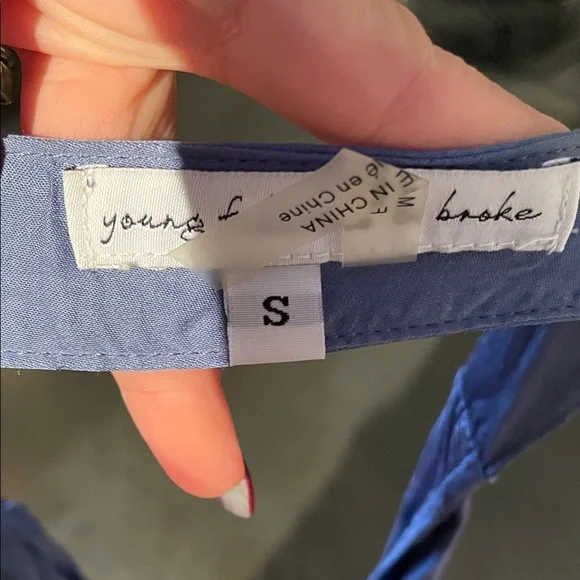 young f broke
E M
IN CHINA F
é en Chine
S